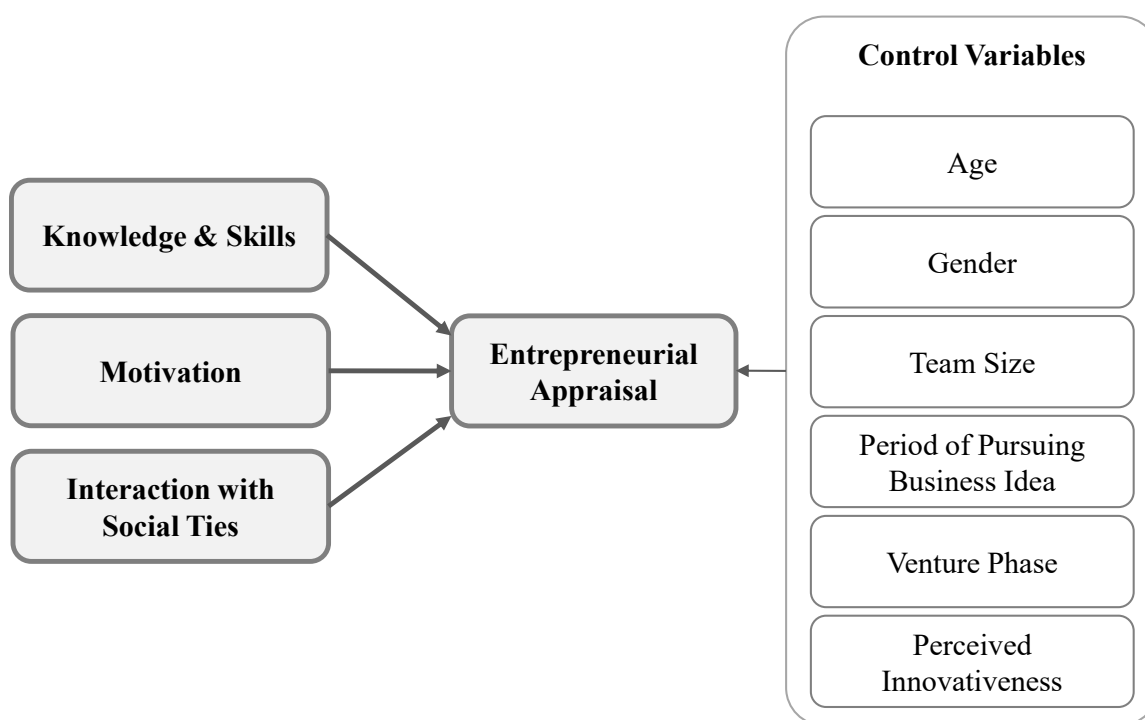 Knowledge & Skills
Motivation
Interaction with
Social Ties
Entrepreneurial
Appraisal
Control Variables
Age
Gender
Team Size
Period of Pursuing
Business Idea
Venture Phase
Perceived
Innovativeness